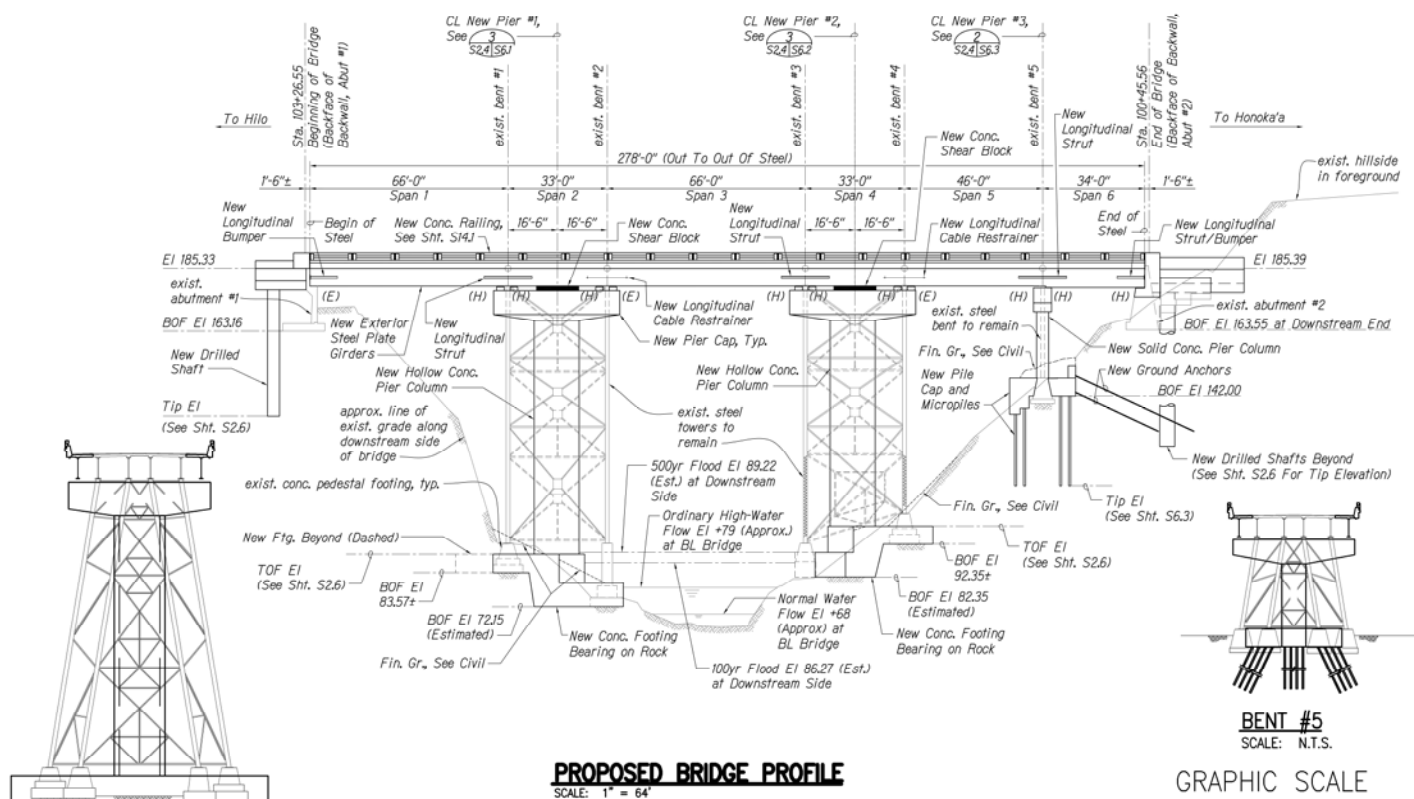 CL New Pier #1,
See
3
S2.4 S6.1
CL New Pier #2,
See
3
S2.4 S6.2
CL New Pier #3,
See
2
S2.4 S6.3
Sta. 103+26.55
Beginning of Bridge
(Backface of
Backwall, Abut #1)
exist. bent #1
exist. bent #2
exist. bent #3
exist. bent #4
exist. bent #5
Sta. 100+45.56
End of Bridge
(Backface of Backwall,
Abut #2)
To Hilo
To Honoka'a
New Conc.
Shear Block
New
Longitudinal
Strut
exist. hillside
in foreground
278'-0" (Out To Out Of Steel)
1'-6"±
66'-0"
Span 1
33'-0"
Span 2
66'-0"
Span 3
33'-0"
Span 4
46'-0"
Span 5
34'-0"
Span 6
1'-6"±
New
Longitudinal
Bumper
Begin of
Steel
New Conc. Railing,
See Sht. S14.1
16'-6"
16'-6"
New Conc.
Shear Block
New
Longitudinal
Strut
16'-6"
16'-6"
New Longitudinal
Cable Restrainer
End of
Steel
New Longitudinal
Strut/Bumper
El 185.33
El 185.39
exist.
abutment #1
(E)
(H)
(H)
(H)
(E)
(H)
(H)
(H)
(E)
(H)
(H)
(H)
BOF El 163.16
New Exterior
Steel Plate
Girders
New
Longitudinal
Strut
New Longitudinal
Cable Restrainer
New Pier Cap, Typ.
exist. steel
bent to remain
exist. abutment #2
BOF El 163.55 at Downstream End
New Drilled
Shaft
New Hollow Conc.
Pier Column
New Hollow Conc.
Pier Column
Fin. Gr., See Civil
New Solid Conc. Pier Column
New Pile
Cap and
Micropiles
New Ground Anchors
BOF El 142.00
Tip El
(See Sht. S2.6)
approx. line of
exist. grade along
downstream side
of bridge
exist. steel
towers to
remain
500yr Flood El 89.22
(Est.) at Downstream
Side
New Drilled Shafts Beyond
(See Sht. S2.6 For Tip Elevation)
exist. conc. pedestal footing, typ.
Ordinary High-Water
Flow El +79 (Approx.)
at BL Bridge
Fin. Gr., See Civil
Tip El
(See Sht. S6.3)
New Ftg. Beyond (Dashed)
TOF El
(See Sht. S2.6)
BOF El
83.57±
BOF El 72.15
(Estimated)
BOF El
92.35±
TOF El
(See Sht. S2.6)
Normal Water
Flow El +68
(Approx) at
BL Bridge
BOF El 82.35
(Estimated)
New Conc. Footing
Bearing on Rock
New Conc. Footing
Bearing on Rock
Fin. Gr., See Civil
100yr Flood El 86.27 (Est.)
at Downstream Side
PROPOSED BRIDGE PROFILE
SCALE: 1" = 64'
BENT #5
SCALE: N.T.S.
GRAPHIC SCALE